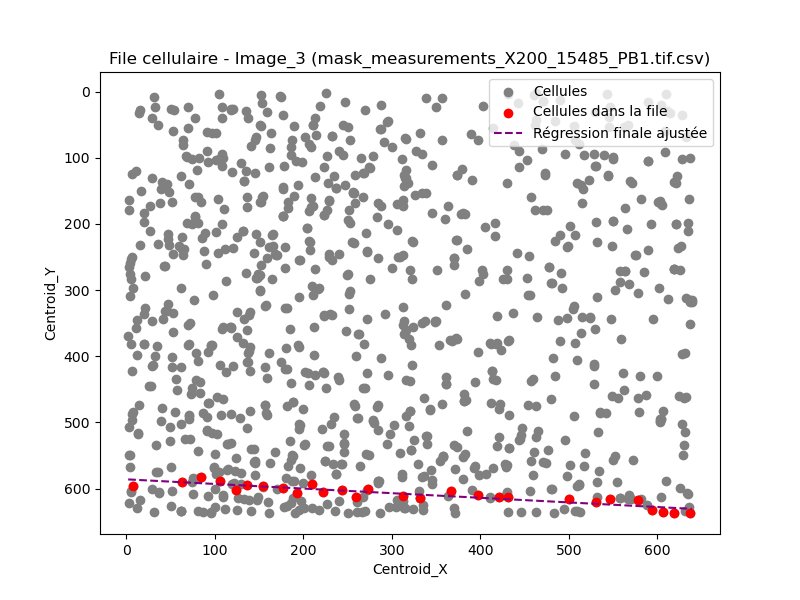 File cellulaire - Image_3 (mask_measurements_X200_15485_PB1.tif.csv)
Cellules
Cellules dans la file
Régression finale ajustée
Centroid_Y
0
100
200
300
400
500
600
0 100 200 300 400 500 600
Centroid_X